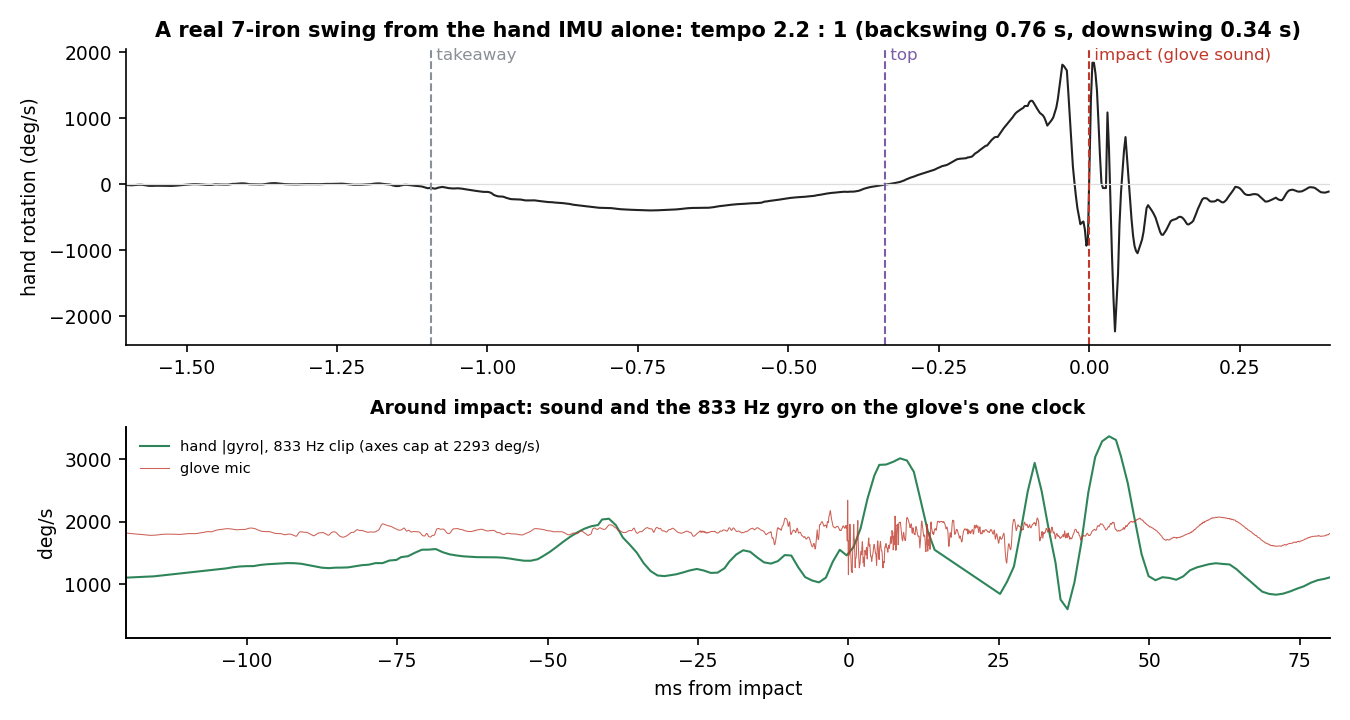 A real 7-iron swing from the hand IMU alone: tempo 2.2 : 1 (backswing 0.76 s, downswing 0.34 s)
hand rotation (deg/s)
2000
1000
0
−1000
−2000
takeaway
top
impact (glove sound)
−1.50
−1.25
−1.00
−0.75
−0.50
−0.25
0.00
0.25
Around impact: sound and the 833 Hz gyro on the glove's one clock
deg/s
3000
2000
1000
hand |gyro|, 833 Hz clip (axes cap at 2293 deg/s)
glove mic
−100
−75
−50
−25
0
25
50
75
ms from impact